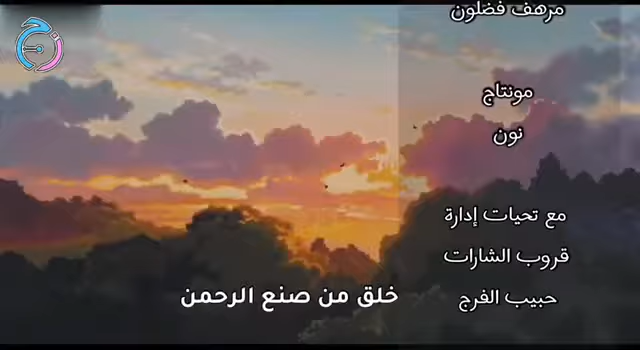 مرهف فضلون
مونتاج
نون
مع تحيات إدارة
قروب الشارات
حبيب الفرج
خلق من صنع الرحمن